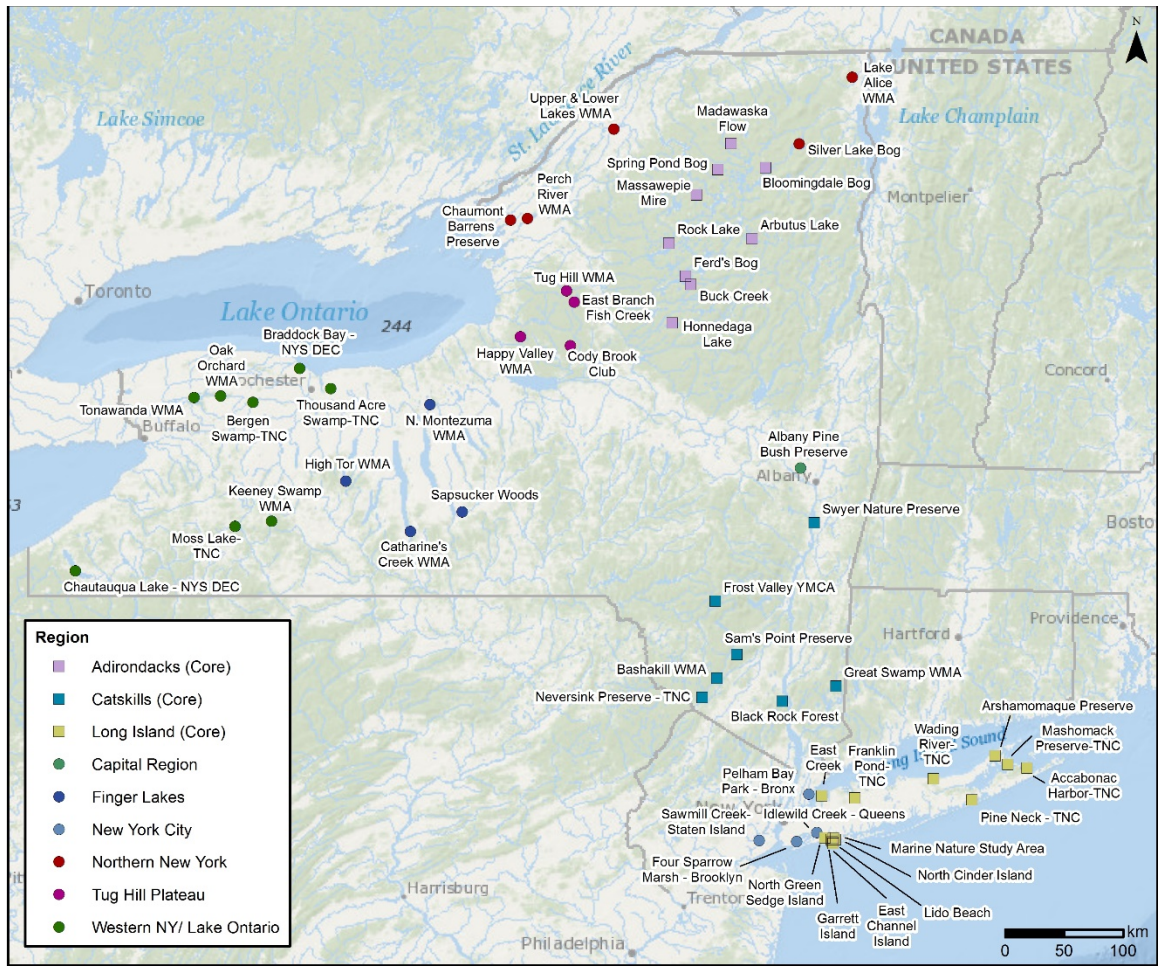 N
CANADA
UNITED STATES
Lake
Alice
WMA
Upper & Lower
Lakes WMA
St. Lawrence River
Lake Simcoe
Madawaska
Flow
Lake Champlain
Silver Lake Bog
Spring Pond Bog
Bloomingdale Bog
Massawepie
Mire
Perch
River
WMA
Montpelier
Chaumont
Barrens
Preserve
Rock Lake
Arbutus Lake
Ferd's Bog
Tug Hill WMA
Toronto
Buck Creek
East Branch
Fish Creek
Lake Ontario
244
Honnedaga
Lake
Braddock Bay -
NYS DEC
Happy Valley
WMA
Cody Brook
Club
Oak
Orchard
WMA
Concord
ochester
Tonawanda WMA
Thousand Acre
Swamp-TNC
N. Montezuma
WMA
Bergen
Swamp-TNC
Buffalo
Albany Pine
Bush Preserve
High Tor WMA
Albany
Keeney Swamp
WMA
Sapsucker Woods
53
Swyer Nature Preserve
Boston
Moss Lake-
TNC
Catharine's
Creek WMA
Chautauqua Lake - NYS DEC
Frost Valley YMCA
Providence
Hartford
Region
Adirondacks (Core)
Catskills (Core)
Long Island (Core)
Capital Region
Finger Lakes
New York City
Northern New York
Tug Hill Plateau
Western NY/ Lake Ontario
Sam's Point Preserve
Bashakill WMA
Great Swamp WMA
Neversink Preserve - TNC
Black Rock Forest
Arshamomaque Preserve
Wading
River-
TNC
Mashomack
Preserve-TNC
ng Island Sound
East
Creek
Franklin
Pond-
TNC
Accabonac
Harbor-TNC
Pelham Bay
Park - Bronx
New York
Pine Neck - TNC
Sawmill Creek-
Staten Island
Idlewild Creek - Queens
Marine Nature Study Area
Four Sparrow
Marsh - Brooklyn
North Cinder Island
North Green
Sedge Island
Lido Beach
East
Channel
Island
Garrett
Island
Harrisburg
Trenton
Philadelphia
km
0 50 100